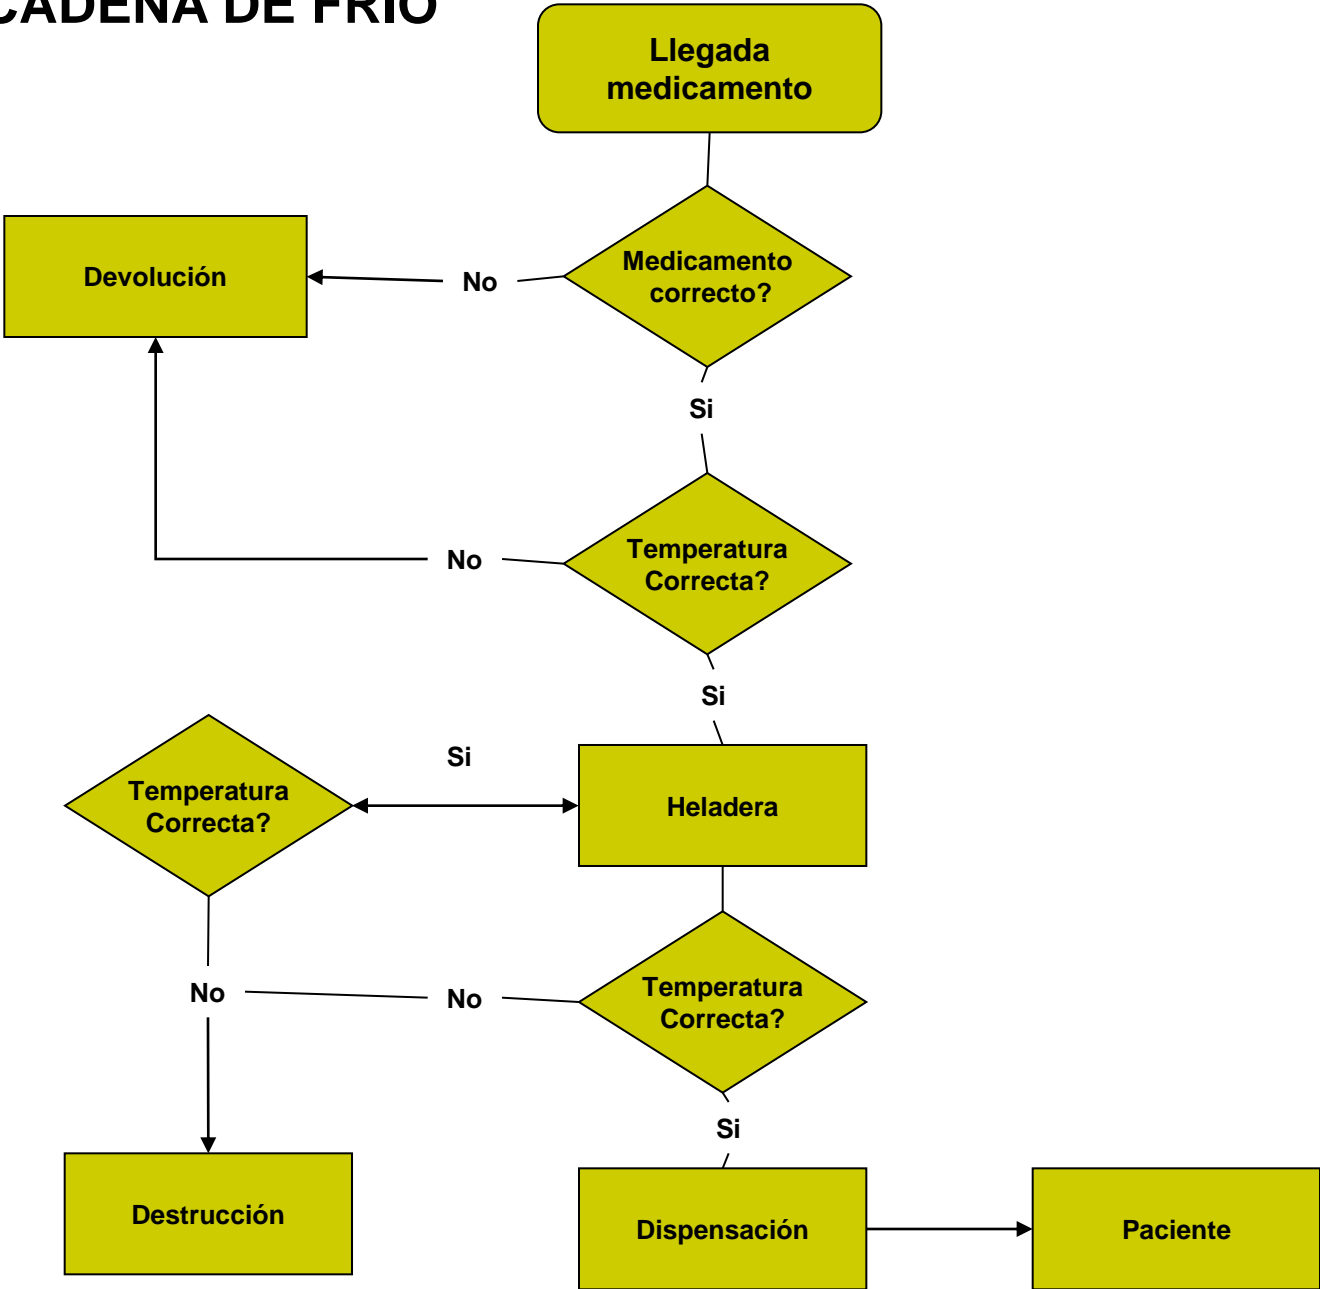 CADENA DE FRIO
Llegada
medicamento
Medicamento
correcto?
Devolución
No
Si
Temperatura
Correcta?
No
Si
Si
Temperatura
Correcta?
Heladera
Temperatura
Correcta?
No
No
Si
Destrucción
Dispensación
Paciente